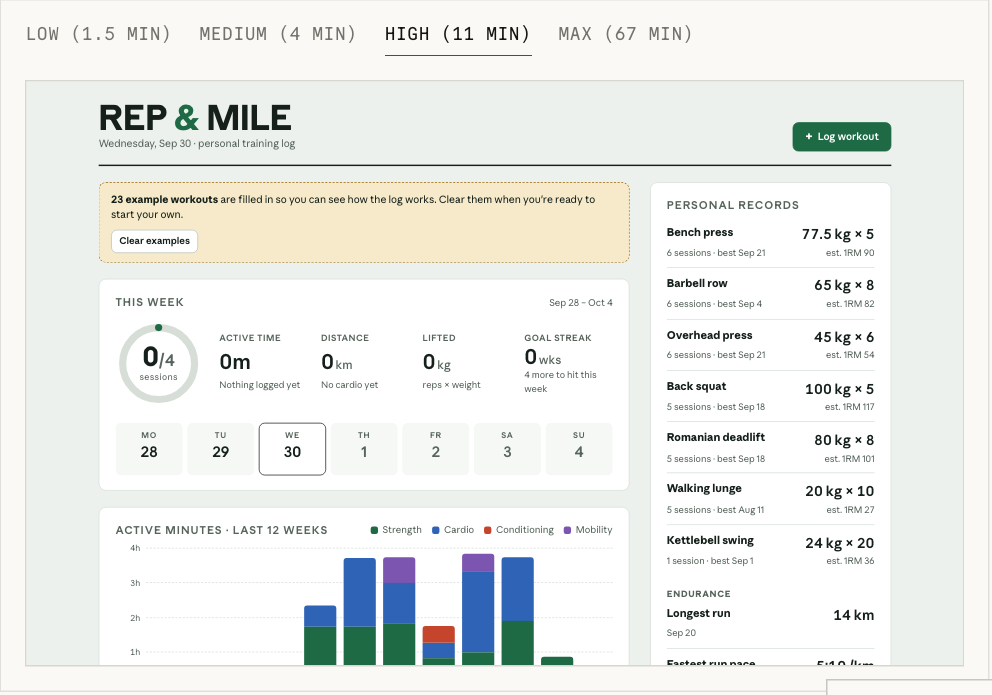 LOW (1.5 MIN) MEDIUM (4 MIN) HIGH (11 MIN) MAX (67 MIN)
REP & MILE
Wednesday, Sep 30 · personal training log
+ Log workout
23 example workouts are filled in so you can see how the log works. Clear them when you're ready to
start your own.
Clear examples
THIS WEEK
Sep 28 – Oct 4
0/4
sessions
ACTIVE TIME
0m
Nothing logged yet
DISTANCE
0 km
No cardio yet
LIFTED
0 kg
reps × weight
GOAL STREAK
0 wks
4 more to hit this
week
MO
28
TU
29
WE
30
TH
1
FR
2
SA
3
SU
4
ACTIVE MINUTES · LAST 12 WEEKS
Strength Cardio Conditioning Mobility
4h
3h
2h
1h
PERSONAL RECORDS
Bench press 77.5 kg × 5
6 sessions · best Sep 21 est. 1RM 90
Barbell row 65 kg × 8
6 sessions · best Sep 4 est. 1RM 82
Overhead press 45 kg × 6
6 sessions · best Sep 21 est. 1RM 54
Back squat 100 kg × 5
5 sessions · best Sep 18 est. 1RM 117
Romanian deadlift 80 kg × 8
5 sessions · best Sep 18 est. 1RM 101
Walking lunge 20 kg × 10
5 sessions · best Aug 11 est. 1RM 27
Kettlebell swing 24 kg × 20
1 session · best Sep 1 est. 1RM 36
ENDURANCE
Longest run 14 km
Sep 20
Fastest run pace 5:10 /km